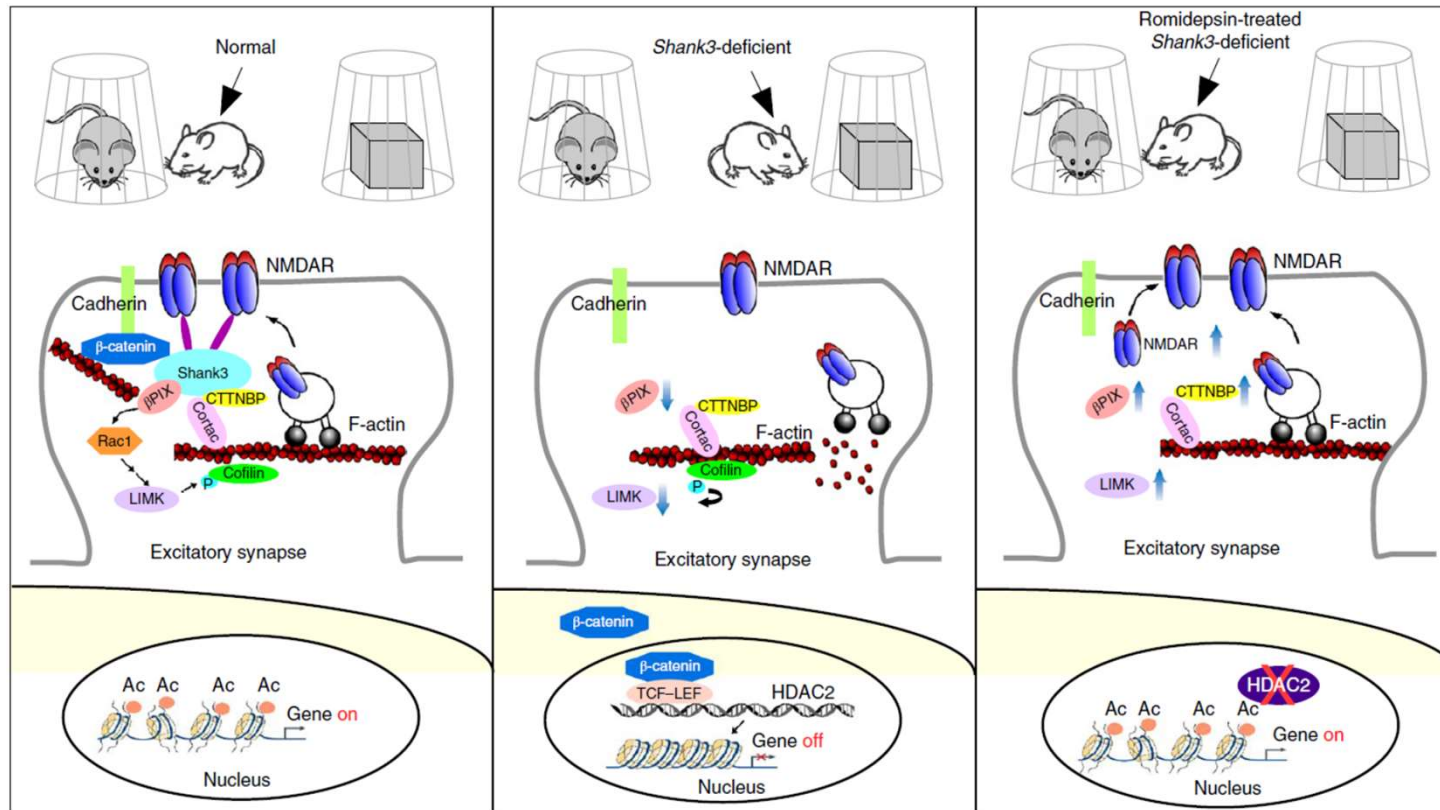 Normal
NMDAR
Cadherin
β-catenin
Shank3
βPIX
CTTNBP
Cortac
Rac1
F-actin
Cofilin
P
LIMK
Excitatory synapse
Ac Ac Ac Ac
Gene on
Nucleus
Shank3-deficient
NMDAR
Cadherin
βPIX
CTTNBP
Cortac
F-actin
Cofilin
LIMK
P
Excitatory synapse
β-catenin
β-catenin
TCF–LEF
HDAC2
Gene off
Nucleus
Romidepsin-treated
Shank3-deficient
NMDAR
Cadherin
NMDAR
βPIX
CTTNBP
Cortac
F-actin
LIMK
Excitatory synapse
HDAC2
Ac Ac Ac Ac
Gene on
Nucleus